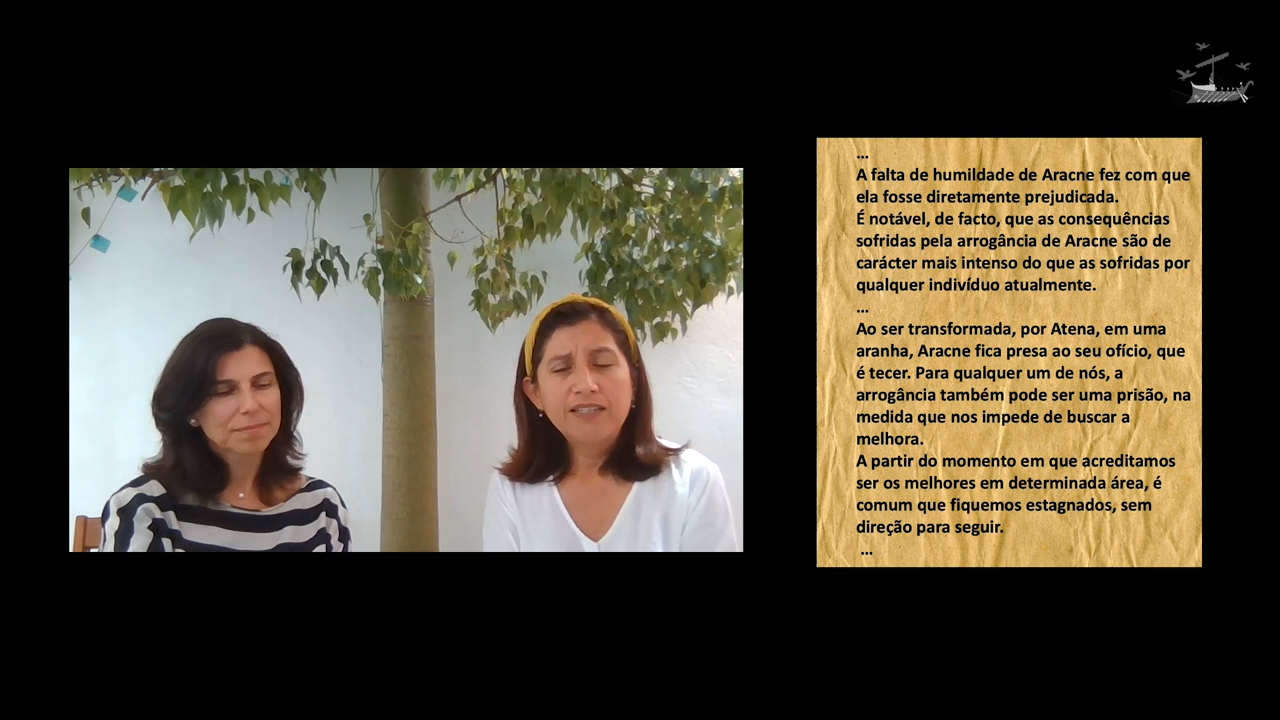 ...
A falta de humildade de Aracne fez com que
ela fosse diretamente prejudicada.
É notável, de facto, que as consequências
sofridas pela arrogância de Aracne são de
carácter mais intenso do que as sofridas por
qualquer indivíduo atualmente.
...
Ao ser transformada, por Atena, em uma
aranha, Aracne fica presa ao seu ofício, que
é tecer. Para qualquer um de nós, a
arrogância também pode ser uma prisão, na
medida que nos impede de buscar a
melhora.
A partir do momento em que acreditamos
ser os melhores em determinada área, é
comum que fiquemos estagnados, sem
direção para seguir.
...